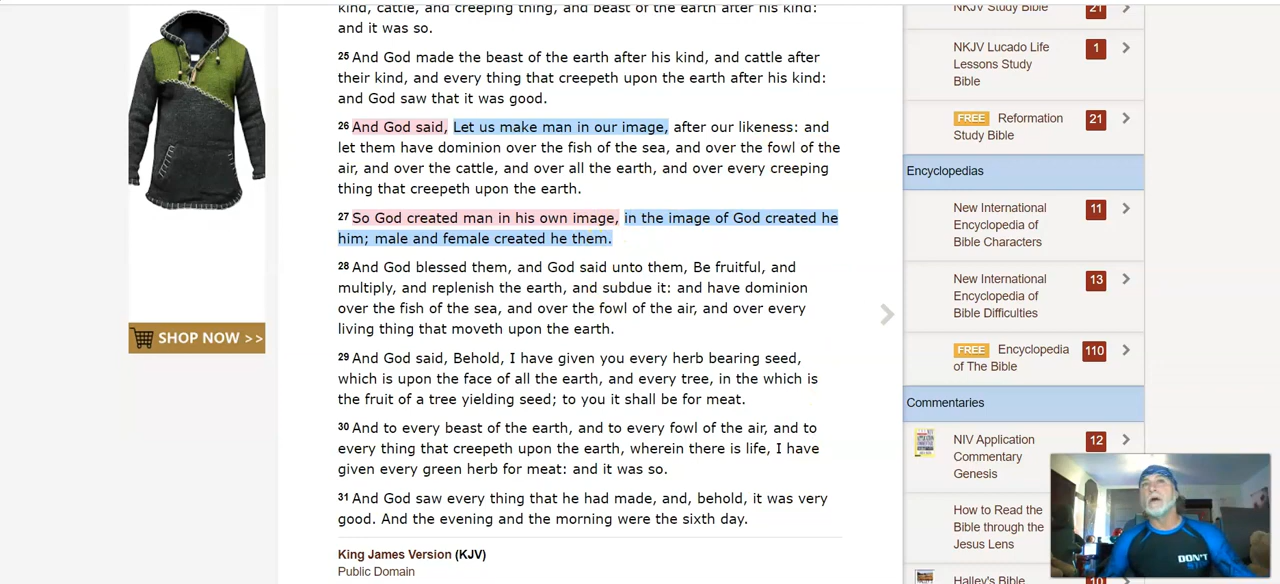 kind, cattle, and creeping thing, and beast of the earth after his kind:
and it was so.
25 And God made the beast of the earth after his kind, and cattle after
their kind, and every thing that creepeth upon the earth after his kind:
and God saw that it was good.
26 And God said, Let us make man in our image, after our likeness: and
let them have dominion over the fish of the sea, and over the fowl of the
air, and over the cattle, and over all the earth, and over every creeping
thing that creepeth upon the earth.
27 So God created man in his own image, in the image of God created he
him; male and female created he them.
28 And God blessed them, and God said unto them, Be fruitful, and
multiply, and replenish the earth, and subdue it: and have dominion
over the fish of the sea, and over the fowl of the air, and over every
living thing that moveth upon the earth.
29 And God said, Behold, I have given you every herb bearing seed,
which is upon the face of all the earth, and every tree, in the which is
the fruit of a tree yielding seed; to you it shall be for meat.
30 And to every beast of the earth, and to every fowl of the air, and to
every thing that creepeth upon the earth, wherein there is life, I have
given every green herb for meat: and it was so.
31 And God saw every thing that he had made, and, behold, it was very
good. And the evening and the morning were the sixth day.
King James Version (KJV)
Public Domain
SHOP NOW >>
NKJV Study Bible 21
NKJV Lucado Life 1
Lessons Study
Bible
FREE Reformation 21
Study Bible
Encyclopedias
New International 11
Encyclopedia of
Bible Characters
New International 13
Encyclopedia of
Bible Difficulties
FREE Encyclopedia 110
of The Bible
Commentaries
NIV Application 12
Commentary
Genesis
How to Read the
Bible through the
Jesus Lens
Halley's Bible 10
DON'T